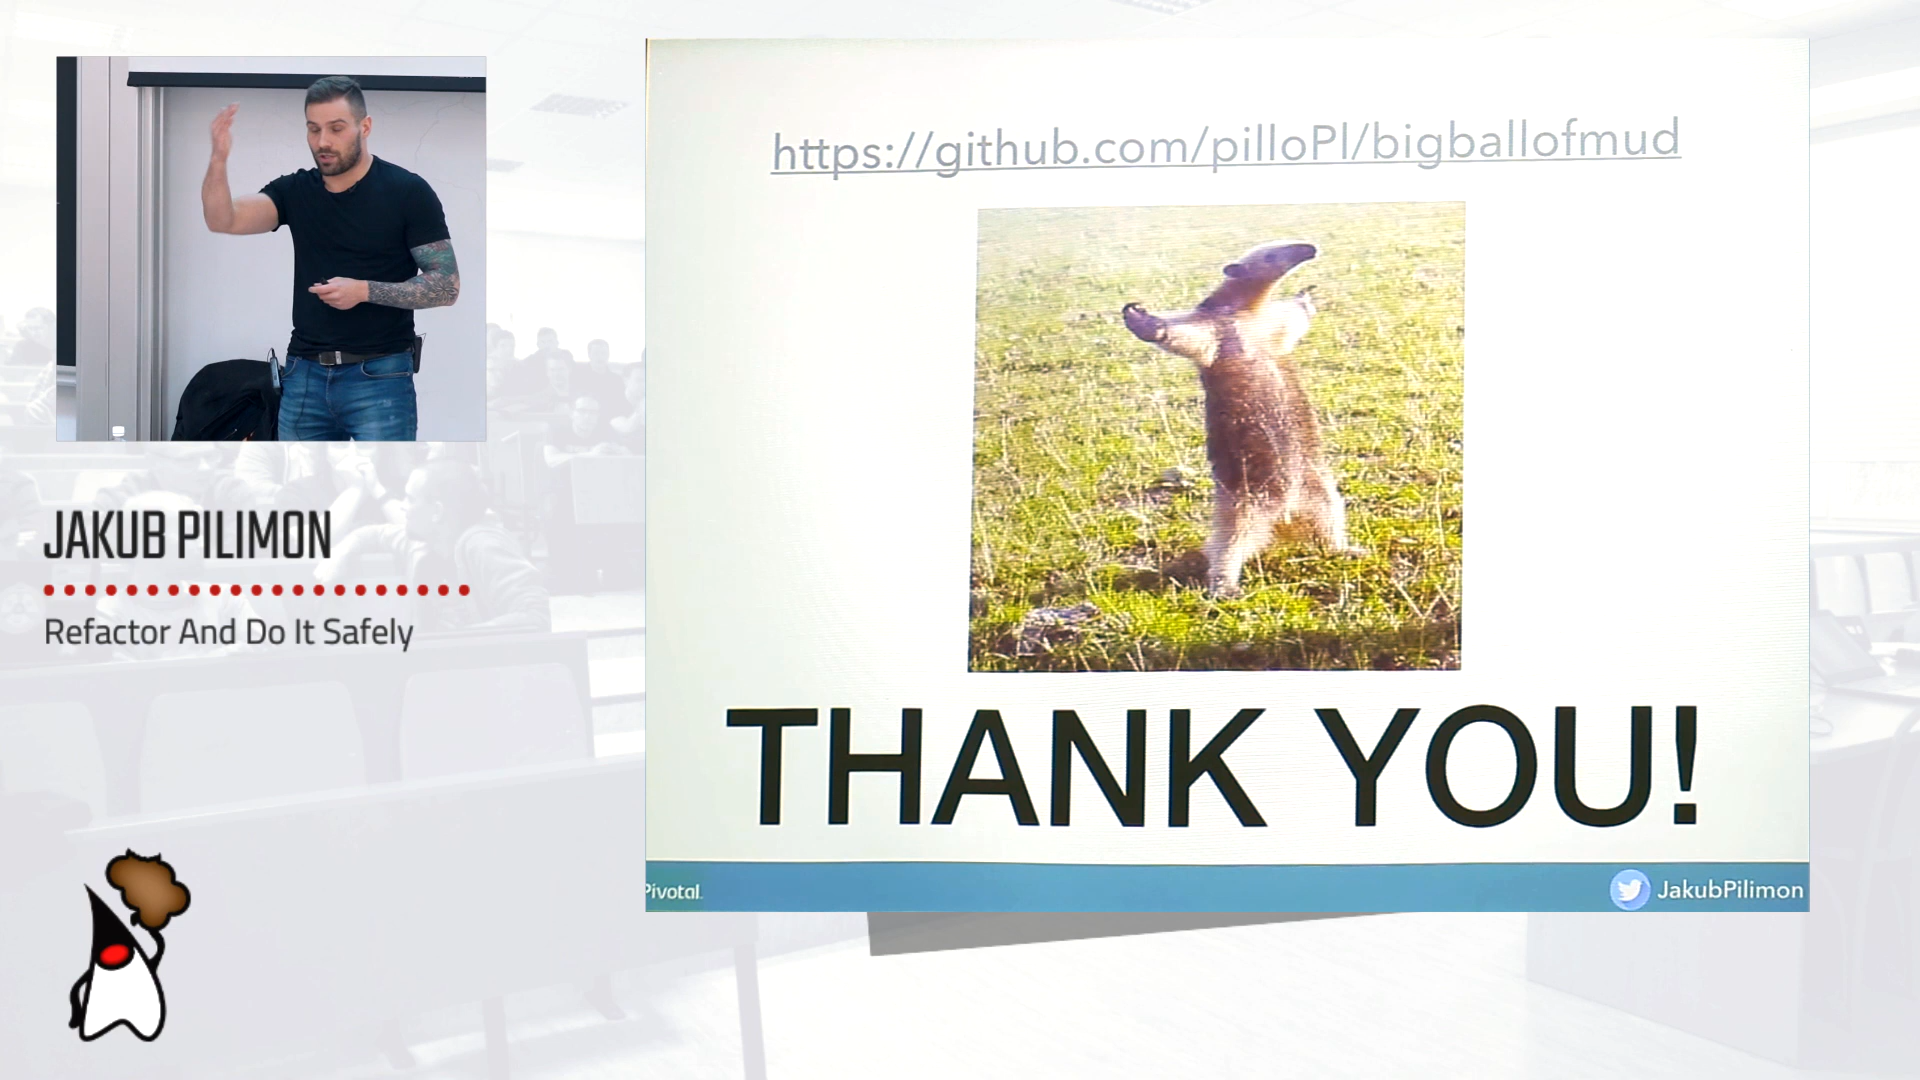 JAKUB PILIMON
Refactor And Do It Safely
https://github.com/pilloPl/bigballofmud
THANK YOU!
Pivotal.
JakubPilimon